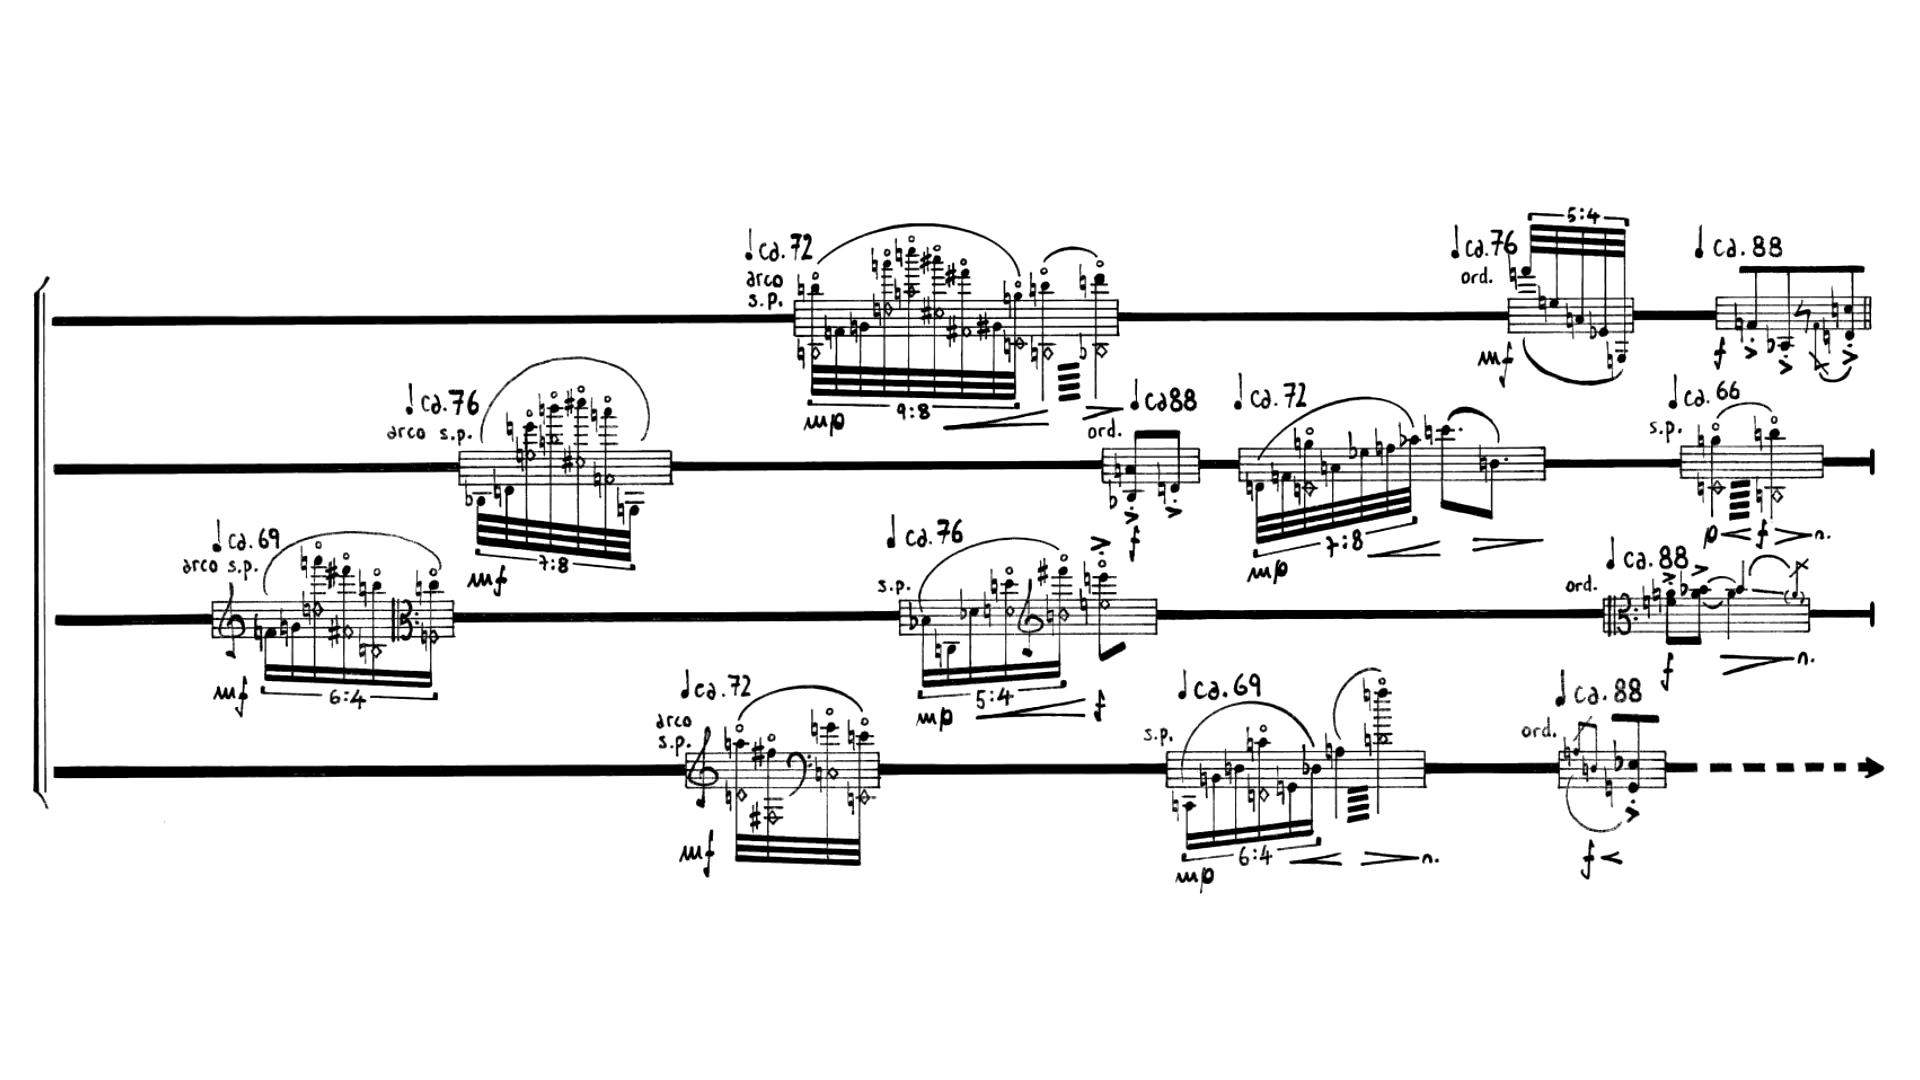 5:4
♩ca. 72
♩ca. 76
♩ ca. 88
arco
s.p.
ord.
mf
f
9:8
mp
♩ca. 76
arco s.p.
♩ca88
ord.
♩ca. 72
♩ca. 66
s.p.
7:8
mf
f
7:8
mp
p < f > n.
♩ca. 69
arco s.p.
♩ca. 76
s.p.
♩ca. 88
ord.
mf
6:4
5:4
mp
f
f
n.
♩ca. 72
arco
s.p.
♩ca. 69
s.p.
♩ca. 88
ord.
mf
6:4
n.
mp
f <